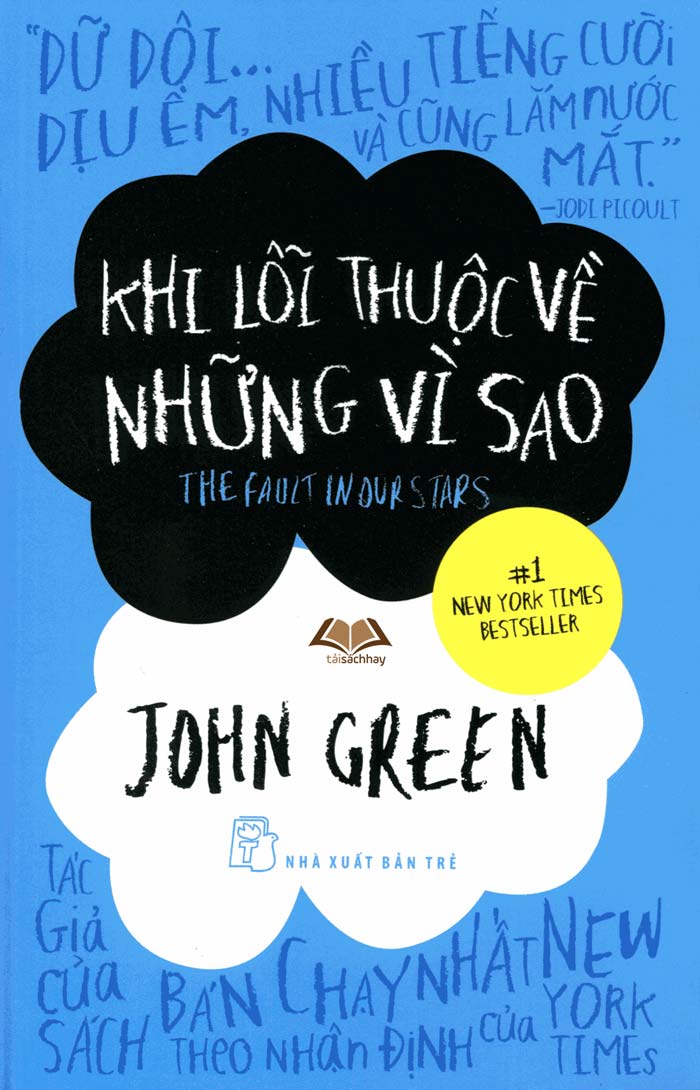 "DỮ DỘI...
DỊU ÊM, NHIỀU TIẾNG CƯỜI
VÀ CŨNG LẮM NƯỚC
MẮT."
—JODI PICOULT
KHI LỖI THUỘC VỀ
NHỮNG VÌ SAO
THE FAULT IN OUR STARS
#1
NEW YORK TIMES
BESTSELLER
tảisáchhay
JOHN GREEN
T
NHÀ XUẤT BẢN TRẺ
TÁC
GIẢ
CỦA
SÁCH
BÁN CHẠY NHẤT NEW
THEO NHẬN ĐỊNH CỦA YORK
TIMES